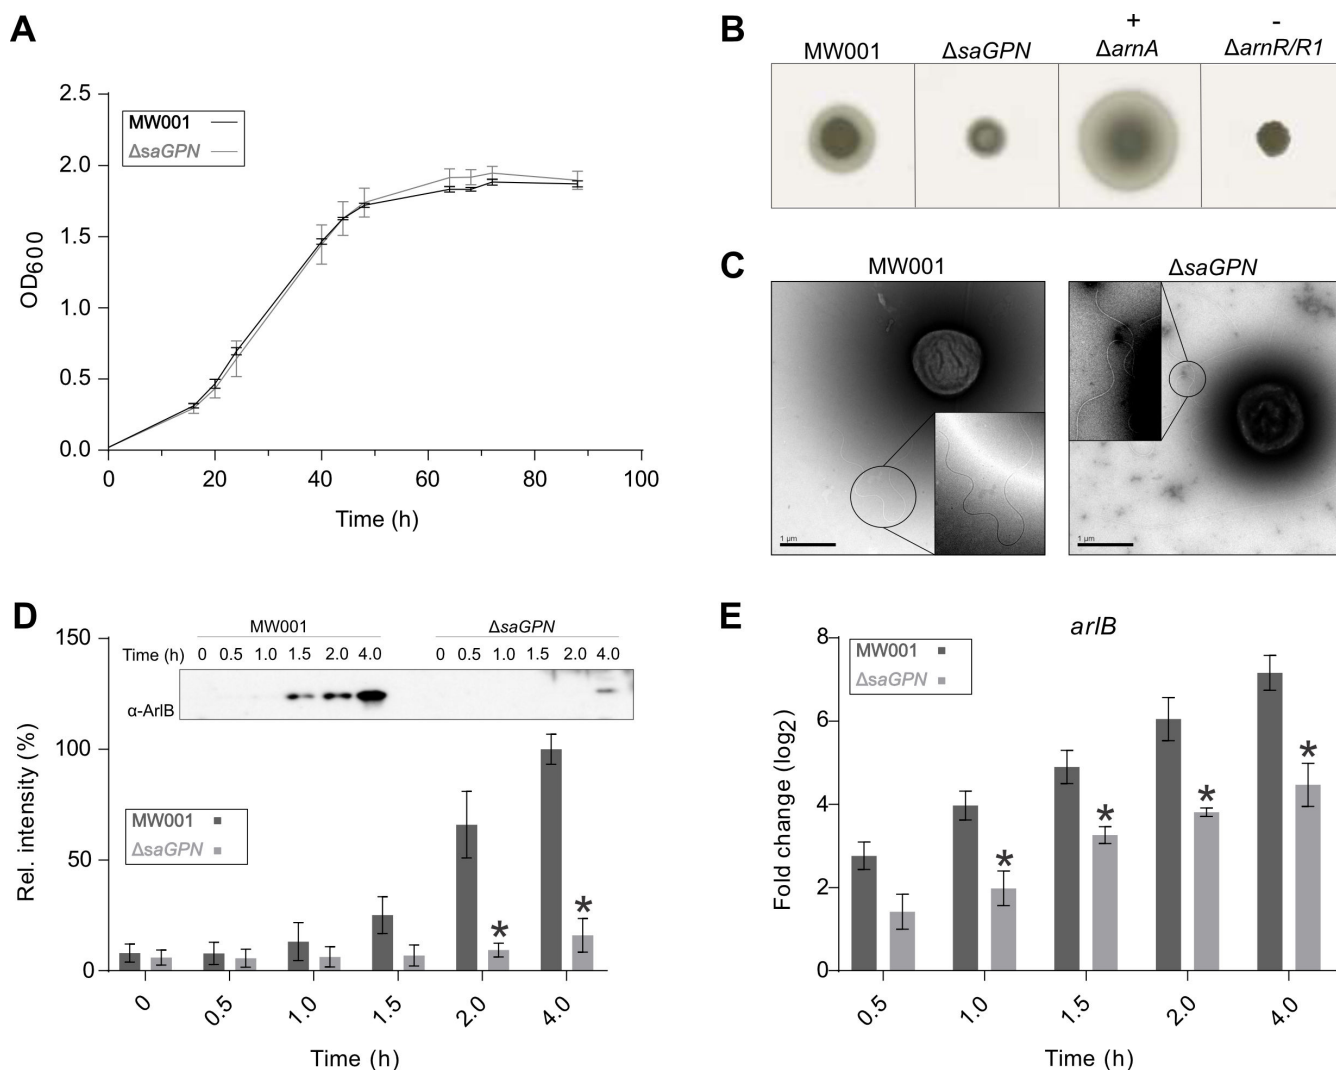 A
2.5
2.0
1.5
1.0
0.5
0.0
OD600
MW001
ΔsaGPN
0 20 40 60 80 100
Time (h)
B
MW001 ΔsaGPN + ΔarnA - ΔarnR/R1
C
MW001 ΔsaGPN
1 µm
1 µm
D
150
100
50
0
Rel. intensity (%)
MW001 ΔsaGPN
Time (h) 0 0.5 1.0 1.5 2.0 4.0 0 0.5 1.0 1.5 2.0 4.0
α-ArlB
MW001
ΔsaGPN
* *
0 0.5 1.0 1.5 2.0 4.0
Time (h)
E
arlB
8
6
4
2
0
Fold change (log2)
MW001
ΔsaGPN
* * * *
0.5 1.0 1.5 2.0 4.0
Time (h)